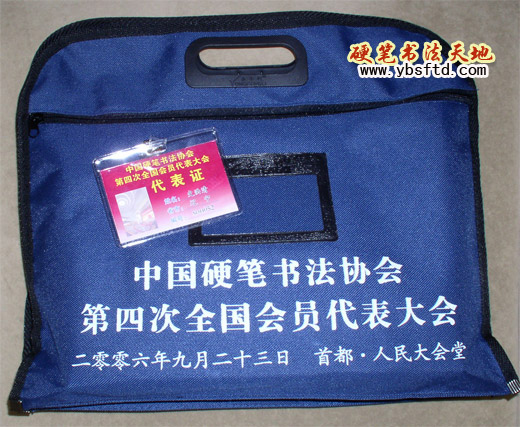 硬笔书法天地
www.ybsftd.com
中国硬笔书法协会
第四次全国会员代表大会
代表证
中国硬笔书法协会
第四次全国会员代表大会
二零零六年九月二十三日 首都·人民大会堂